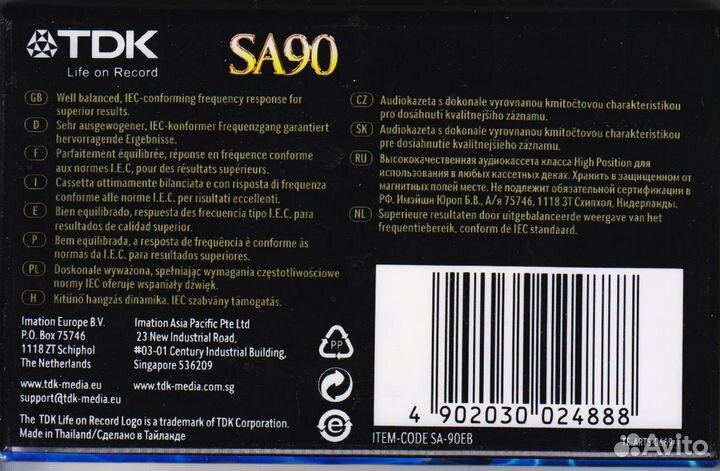 TDK
Life on Record
SA90
GB Well balanced, IEC-conforming frequency response for
superior results.
D Sehr ausgewogener, IEC-konformer Frequenzgang garantiert
hervorragende Ergebnisse.
F Parfaitement équilibrée, réponse en fréquence conforme
aux normes I.E.C, pour des résultats supérieurs.
I Cassetta ottimamente bilanciata e con risposta di frequenza
conforme alle norme I.E.C. per risultati eccellenti.
E Bien equilibrado, respuesta des frecuencia tipo I.E.C. para
resultados de calidad superior.
P Bem equilibrada, a resposta de frequência è conforme às
normas da I.E.C. para resultados superiores.
PL Doskonale wyważona, spełniając wymagania częstotliwościowe
normy IEC oferuje wspaniały dźwięk.
H Kitűnő hangzás dinamika. IEC szabvány támogatás.
CZ Audiokazeta s dokonale vyrovnanou kmitočtovou charakteristikou
pro dosáhnutí kvalitnejšího záznamu.
SK Audiokazeta s dokonale vyrovnanou kmitočtovou charakteristikou
pre dosiahnutie kvalitnejšieho záznamu.
RU Высококачественная аудиокассета класса High Position для
использования в любых кассетных деках. Хранить в защищенном от
магнитных полей месте. Не подлежит обязательной сертификации в
РФ. Имэйшн Юроп Б.В., А/я 75746, 1118 ЗТ Схипхол, Нидерланды.
NL Superieure resultaten door uitgebalanceerde weergave van het
frequentiebereik, conform de IEC standaard.
Imation Europe B.V.
P.O. Box 75746
1118 ZT Schiphol
The Netherlands
Imation Asia Pacific Pte Ltd
23 New Industrial Road,
#03-01 Century Industrial Building,
Singapore 536209
PP
www.tdk-media.eu
support@tdk-media.eu
www.tdk-media.com.sg
The TDK Life on Record Logo is a trademark of TDK Corporation.
Made in Thailand/Сделано в Таиланде
4 902030 024888
ITEM-CODE SA-90EB
TE ARTS 0669
Avito